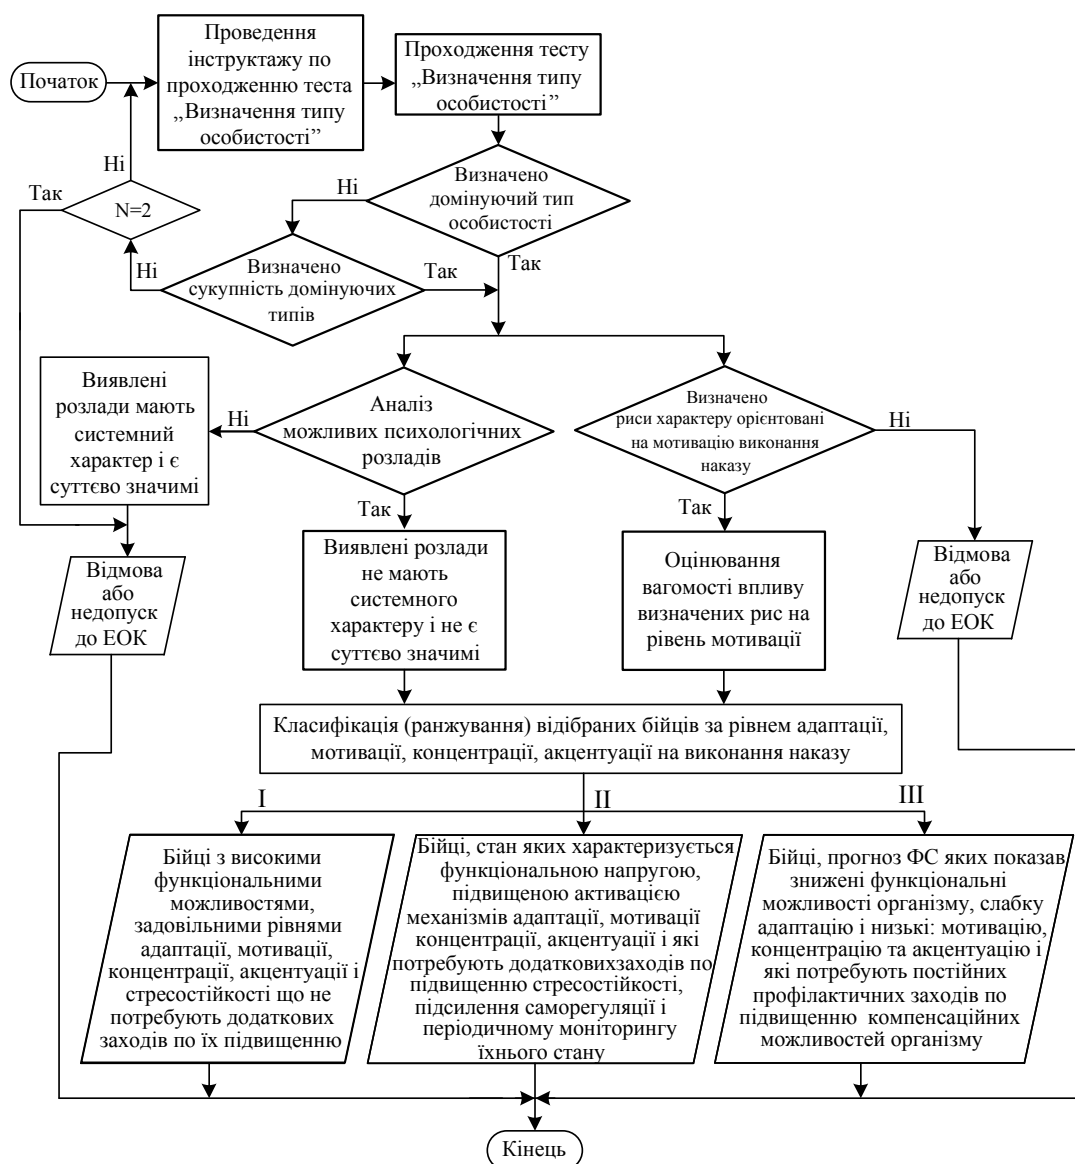 Початок
Проведення
інструктажу по
проходженню теста
„Визначення типу
особистості”
Проходження тесту
„Визначення типу
особистості”
Визначено
домінуючий тип
особистості
Ні
Так
Визначено
сукупність домінуючих
типів
Ні
Так
N=2
Ні
Так
Аналіз
можливих психологічних
розладів
Ні
Так
Виявлені
розлади мають
системний
характер і є
суттєво значимі
Визначено
риси характеру орієнтовані
на мотивацію виконання
наказу
Ні
Так
Відмова
або
недопуск
до ЕОК
Виявлені розлади
не мають
системного
характеру і не є
суттєво значимі
Оцінювання
вагомості впливу
визначених рис на
рівень мотивації
Відмова
або
недопуск
до ЕОК
Класифікація (ранжування) відібраних бійців за рівнем адаптації,
мотивації, концентрації, акцентуації на виконання наказу
I
II
III
Бійці з високими
функціональними
можливостями,
задовільними рівнями
адаптації, мотивації,
концентрації, акцентуації і
стресостійкості що не
потребують додаткових
заходів по їх підвищенню
Бійці, стан яких характеризується
функціональною напругою,
підвищеною активацією
механізмів адаптації, мотивації
концентрації, акцентуації і які
потребують додатковихзаходів по
підвищенню стресостійкості,
підсилення саморегуляції і
періодичному моніторингу
їхнього стану
Бійці, прогноз ФС яких показав
знижені функціональні
можливості організму, слабку
адаптацію і низькі: мотивацію,
концентрацію та акцентуацію і
які потребують постійних
профілактичних заходів по
підвищенню компенсаційних
можливостей організму
Кінець